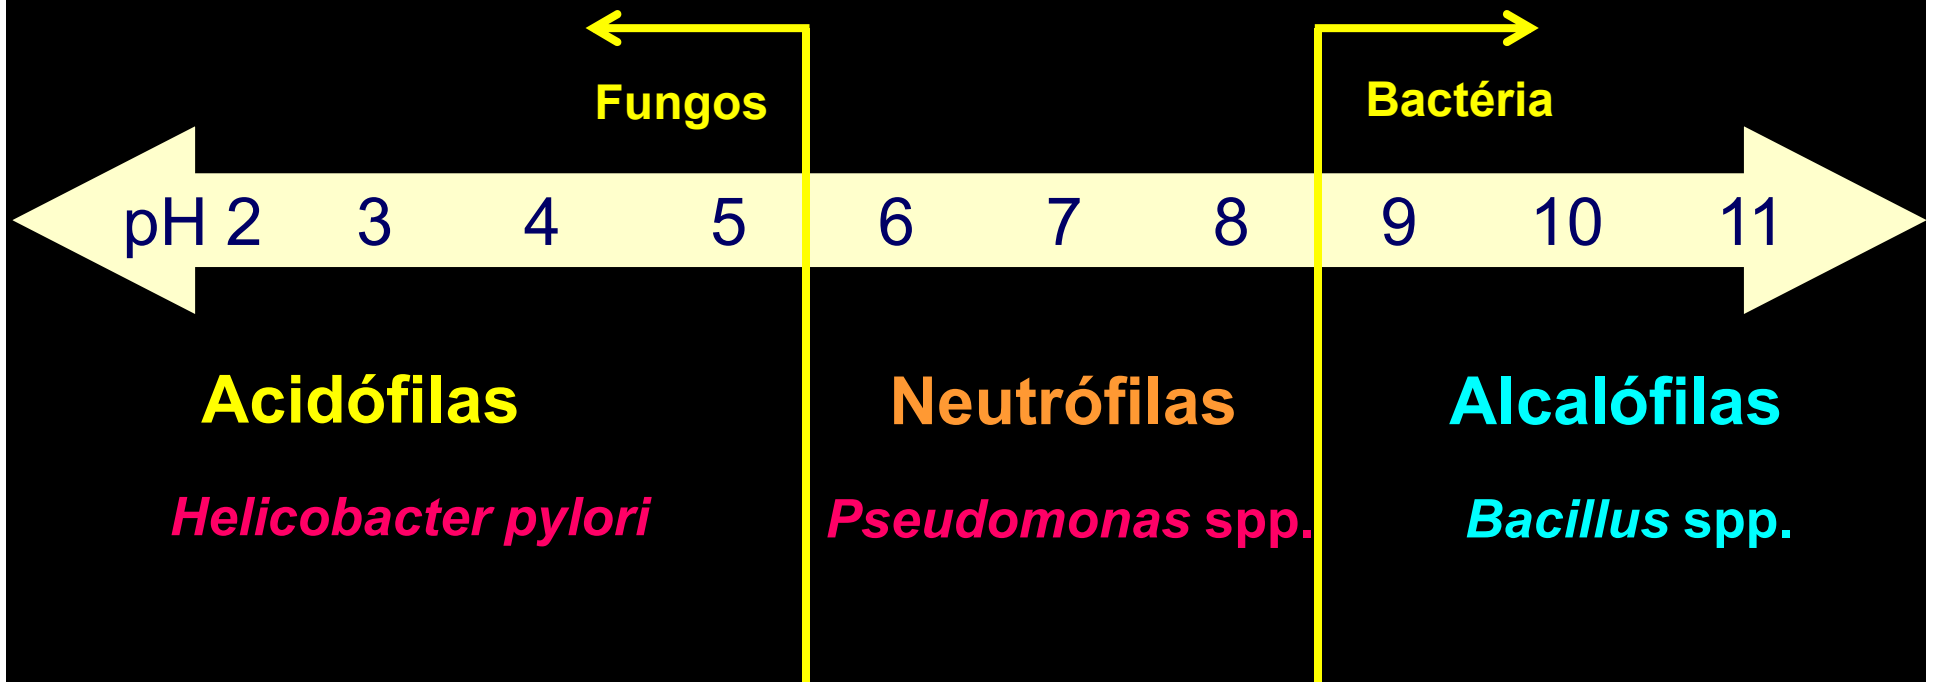 Fungos
Bactéria
pH 2 3 4 5 6 7 8 9 10 11
Acidófilas
Neutrófilas
Alcalófilas
Helicobacter pylori
Pseudomonas spp.
Bacillus spp.